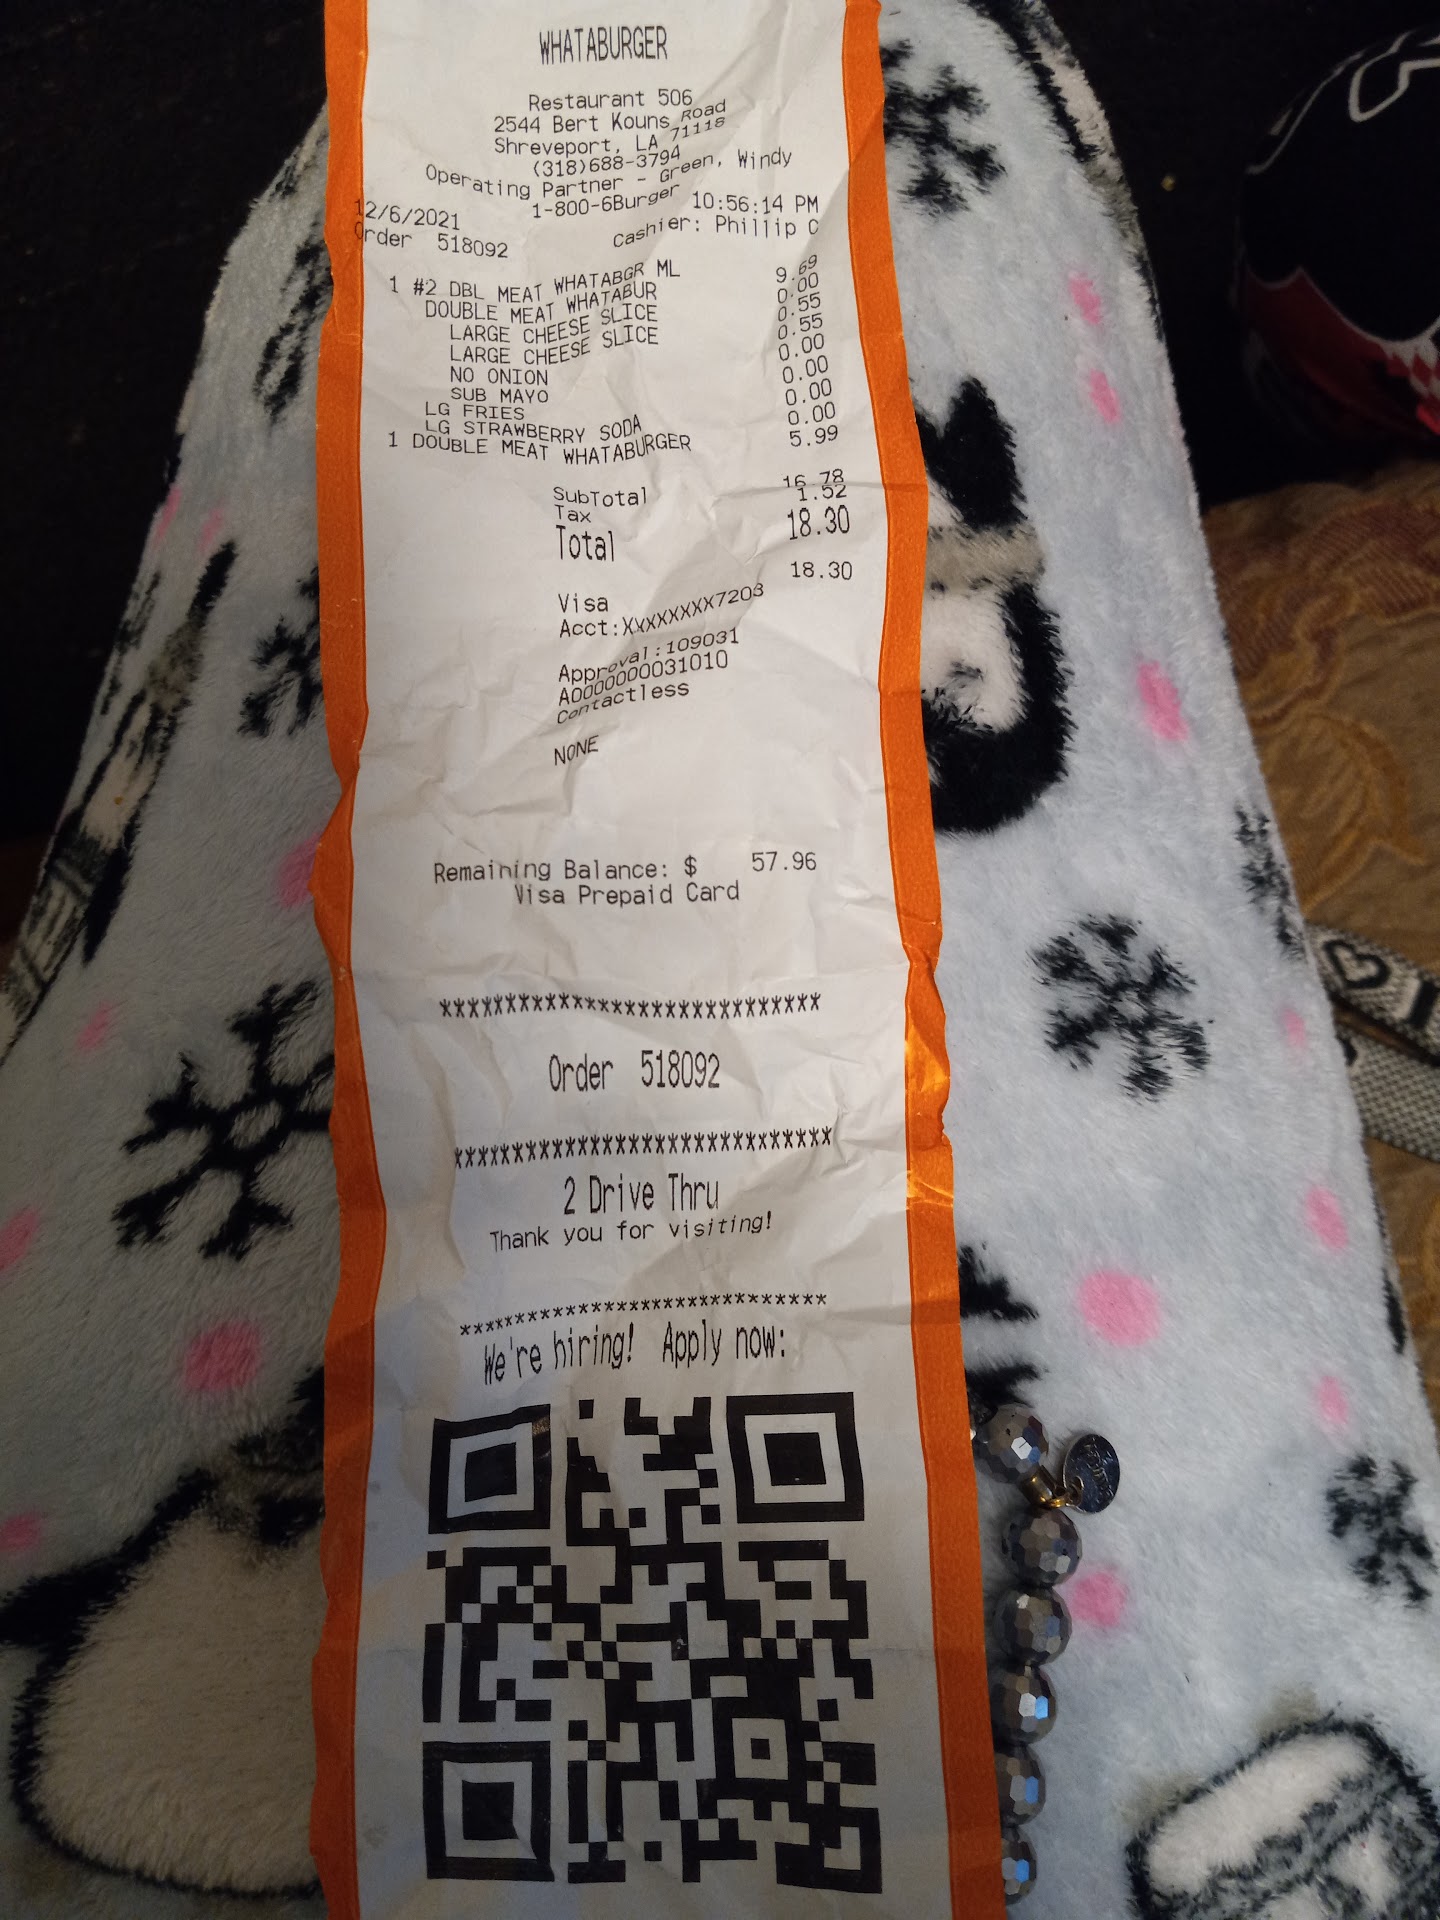 WHATABURGER
Restaurant 506
2544 Bert Kouns Road
Shreveport, LA 71118
(318)688-3794
Operating Partner - Green, Windy
1-800-6Burger
12/6/2021 10:56:14 PM
Order 518092 Cashier: Phillip C
1 #2 DBL MEAT WHATABGR ML 9.69
DOUBLE MEAT WHATABUR 0.00
LARGE CHEESE SLICE 0.55
LARGE CHEESE SLICE 0.55
NO ONION 0.00
SUB MAYO 0.00
LG FRIES 0.00
LG STRAWBERRY SODA 0.00
1 DOUBLE MEAT WHATABURGER 5.99
SubTotal 16.78
Tax 1.52
Total 18.30
Visa 18.30
Acct:XXXXXXXX7203
Approval:109031
A0000000031010
Contactless
NONE
Remaining Balance: $ 57.96
Visa Prepaid Card
*****************************
Order 518092
*****************************
2 Drive Thru
Thank you for visiting!
*****************************
We're hiring! Apply now: